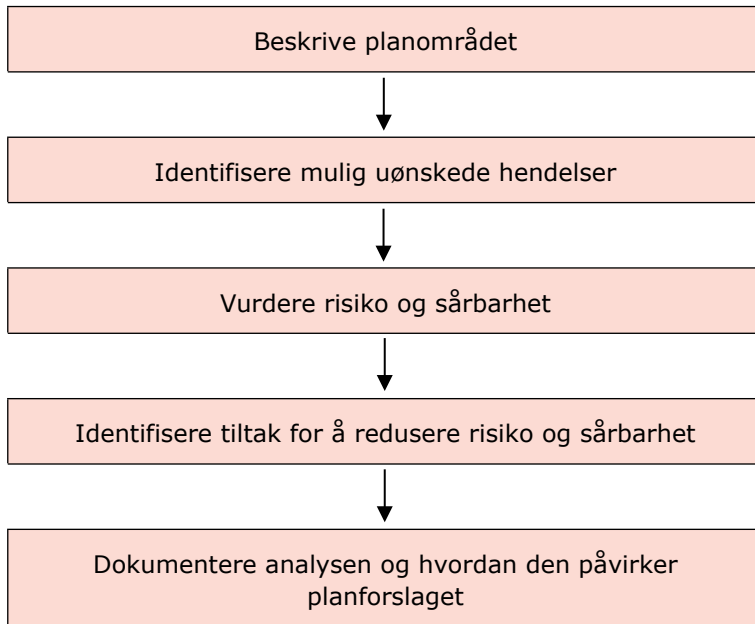 Beskrive planområdet
Identifisere mulig uønskede hendelser
Vurdere risiko og sårbarhet
Identifisere tiltak for å redusere risiko og sårbarhet
Dokumentere analysen og hvordan den påvirker
planforslaget